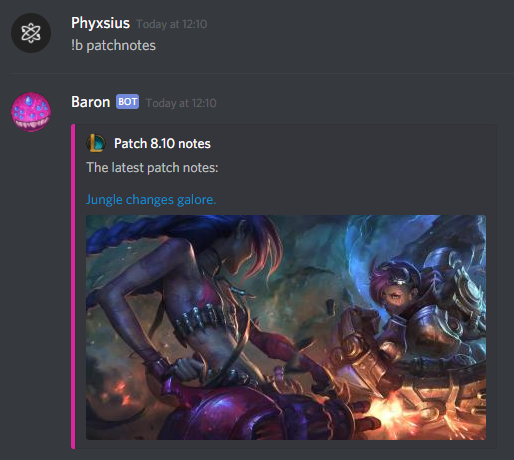 Phyxsius Today at 12:10
!b patchnotes
Baron BOT Today at 12:10
Patch 8.10 notes
The latest patch notes:
Jungle changes galore.